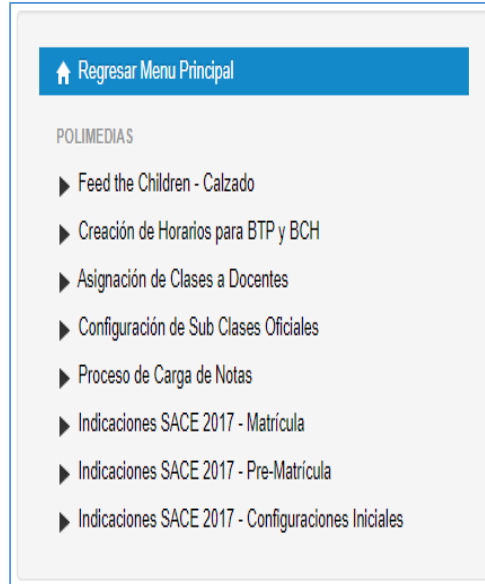 Regresar Menu Principal
POLIMEDIAS
Feed the Children - Calzado
Creación de Horarios para BTP y BCH
Asignación de Clases a Docentes
Configuración de Sub Clases Oficiales
Proceso de Carga de Notas
Indicaciones SACE 2017 - Matrícula
Indicaciones SACE 2017 - Pre-Matrícula
Indicaciones SACE 2017 - Configuraciones Iniciales